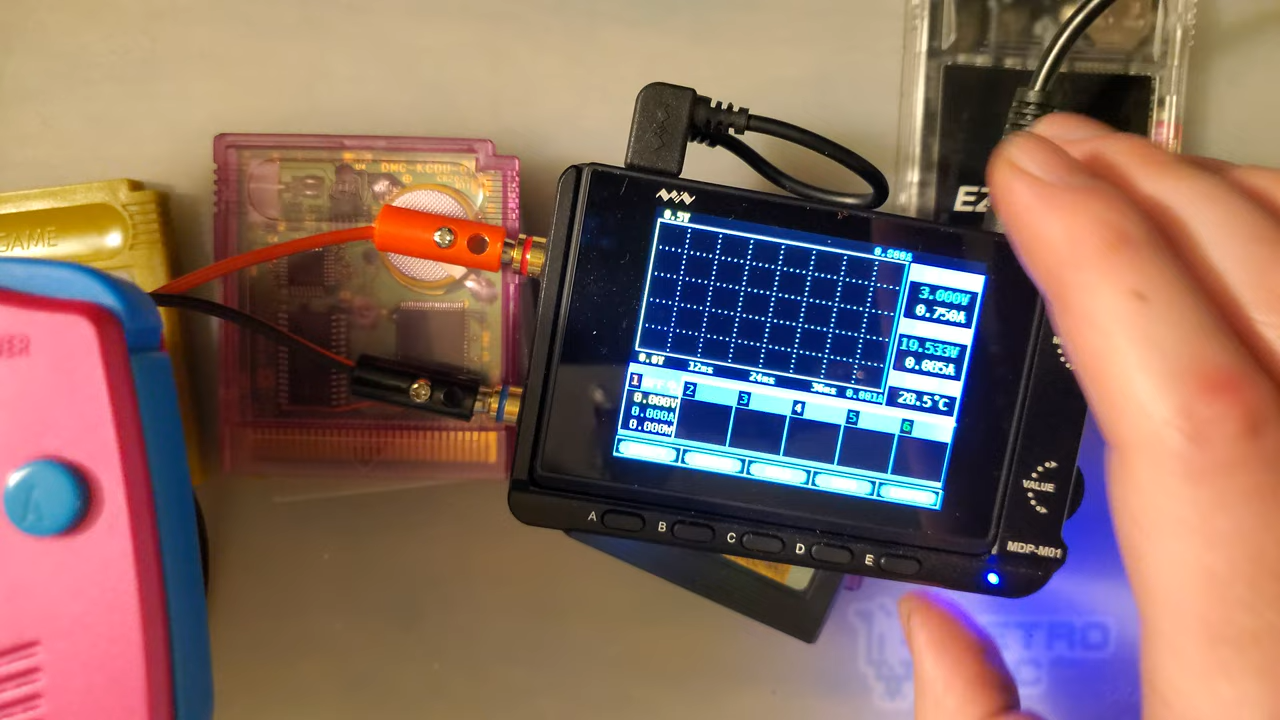 DMG-KCDU-
EZ
GAME
0.5V
0.000A
3.000V
0.750A
19.533V
0.085A
28.5°C
0.0V
12ms
24ms
36ms
0.001A
1
2
3
4
5
6
0.000V
0.000A
0.000W
VALUE
MDP-M01
A
B
C
D
E
A